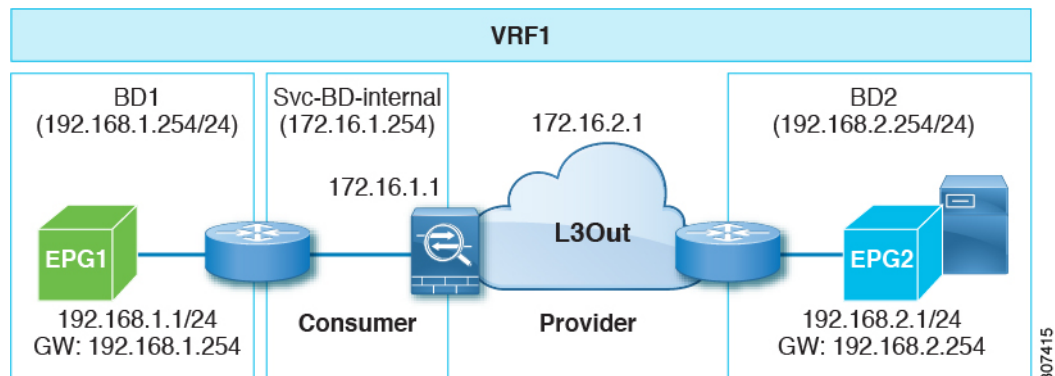 VRF1
BD1
(192.168.1.254/24)
Svc-BD-internal
(172.16.1.254)
172.16.2.1
BD2
(192.168.2.254/24)
172.16.1.1
EPG1
L3Out
EPG2
192.168.1.1/24
GW: 192.168.1.254
Consumer
Provider
192.168.2.1/24
GW: 192.168.2.254